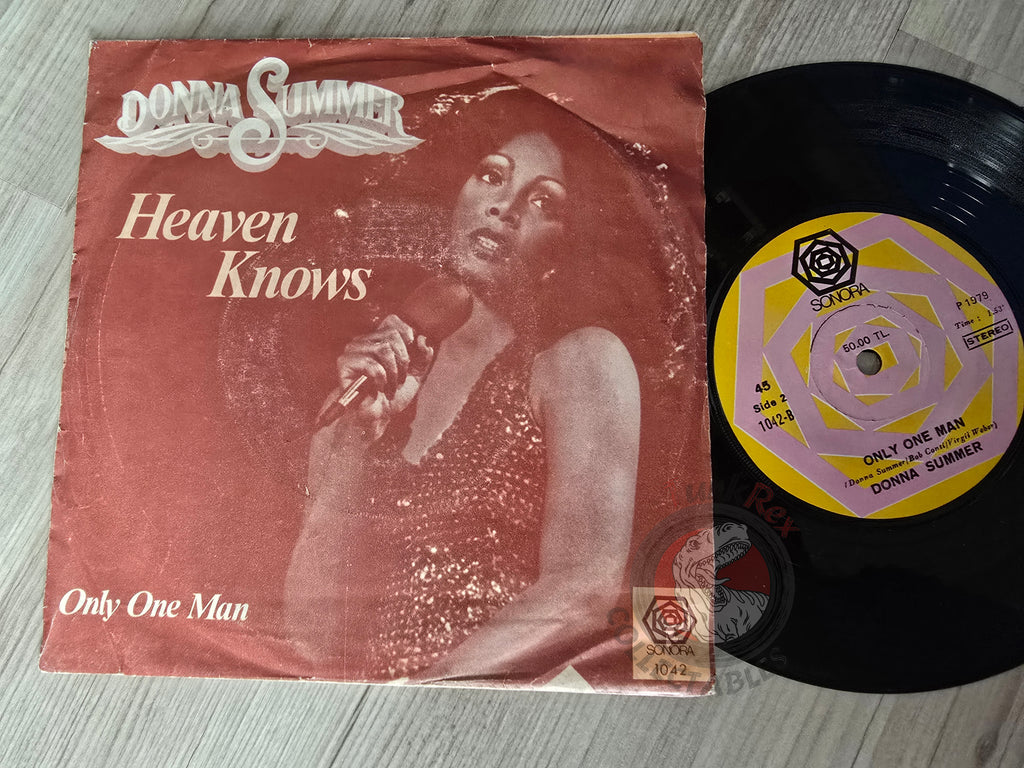 DONNA SUMMER
Heaven
Knows
Only One Man
SONORA
1042
SONORA
P 1979
Time : 1.53"
STEREO
50.00 TL.
45
Side 2
1042-B
ONLY ONE MAN
(Donna Summer/Bob Conti/Virgil Weber)
DONNA SUMMER
Rex